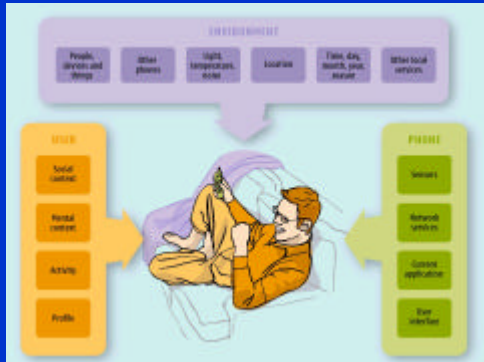 ENVIRONMENT
People,
devices and
things
Other
phones
Light,
temperature,
noise
Location
Time, day,
month, year,
season
Other local
services
USER
Social
context
Mental
context
Activity
Profile
PHONE
Sensors
Network
services
Current
application
User
interface